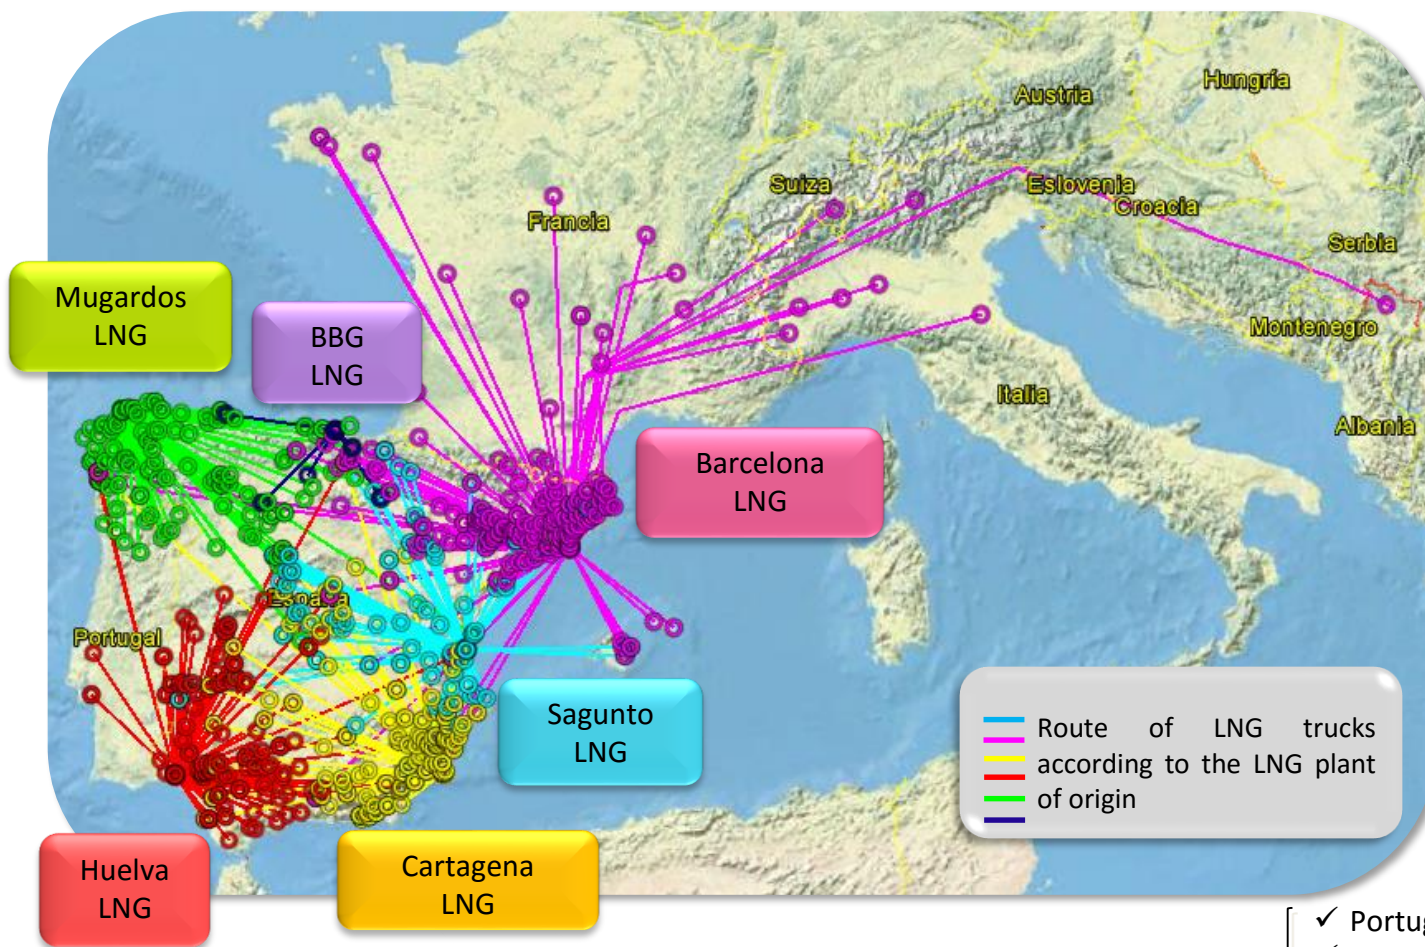 Hungría
Austria
Suiza
Eslovenia
Croacia
Francia
Serbia
Mugardos
LNG
BBG
LNG
Montenegro
Italia
Albania
Barcelona
LNG
España
Portugal
Sagunto
LNG
Route of LNG trucks
according to the LNG plant
of origin
Huelva
LNG
Cartagena
LNG
✓ Portug